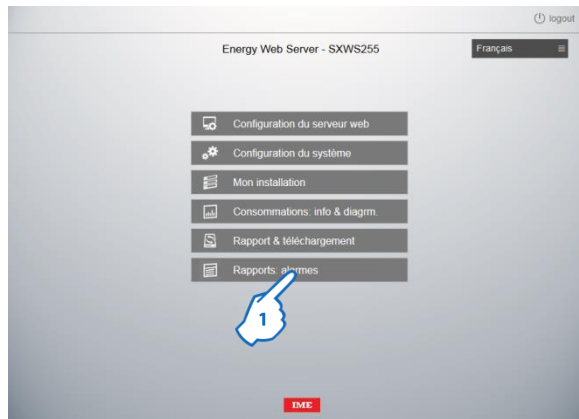 logout
Energy Web Server - SXWS255
Français
Configuration du serveur web
Configuration du système
Mon installation
Consommations: info & diagrm.
Rapport & téléchargement
Rapports: alarmes
1
IME